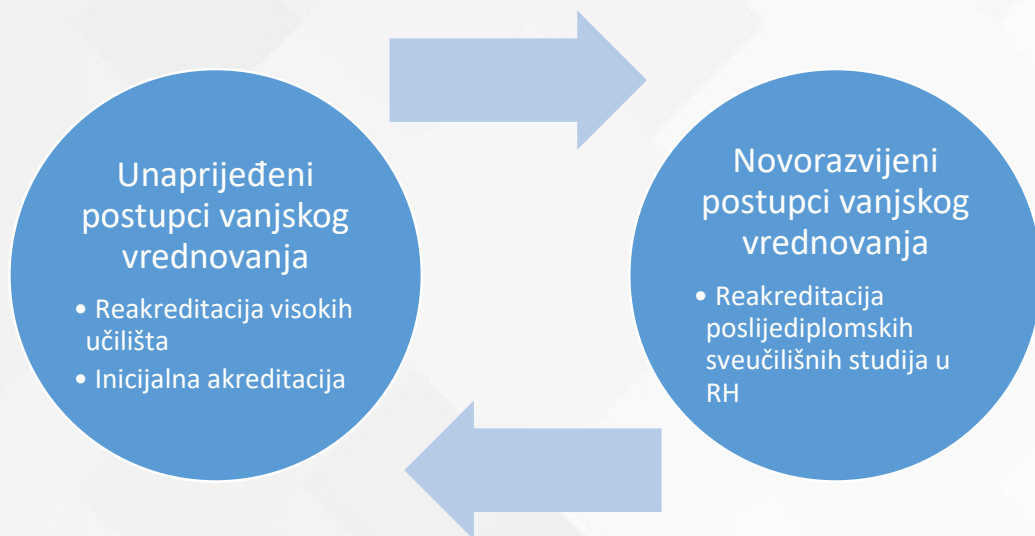 Unaprijeđeni
postupci vanjskog
vrednovanja
• Reakreditacija visokih
učilišta
• Inicijalna akreditacija
Novorazvijeni
postupci vanjskog
vrednovanja
• Reakreditacija
poslijediplomskih
sveučilišnih studija u
RH